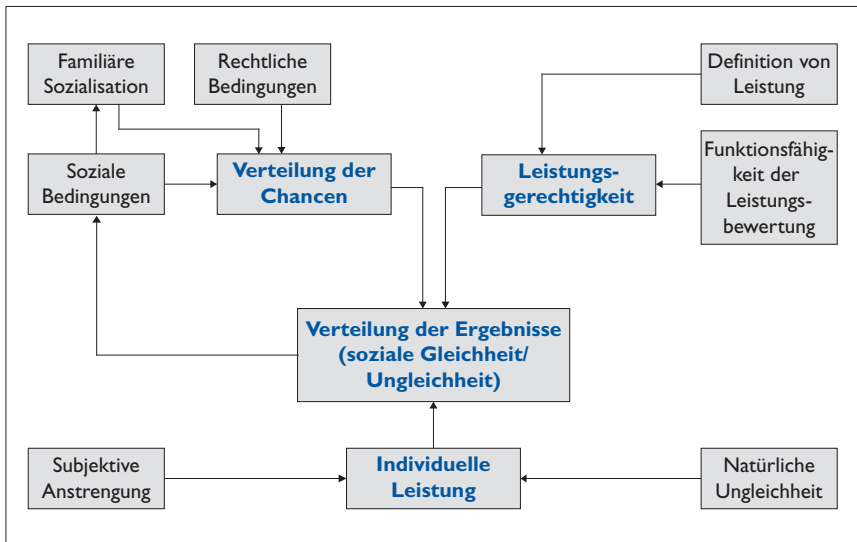 Familiäre
Sozialisation
Rechtliche
Bedingungen
Definition von
Leistung
Soziale
Bedingungen
Verteilung der
Chancen
Leistungs-
gerechtigkeit
Funktionsfähig-
keit der
Leistungs-
bewertung
Verteilung der Ergebnisse
(soziale Gleichheit/
Ungleichheit)
Subjektive
Anstrengung
Individuelle
Leistung
Natürliche
Ungleichheit